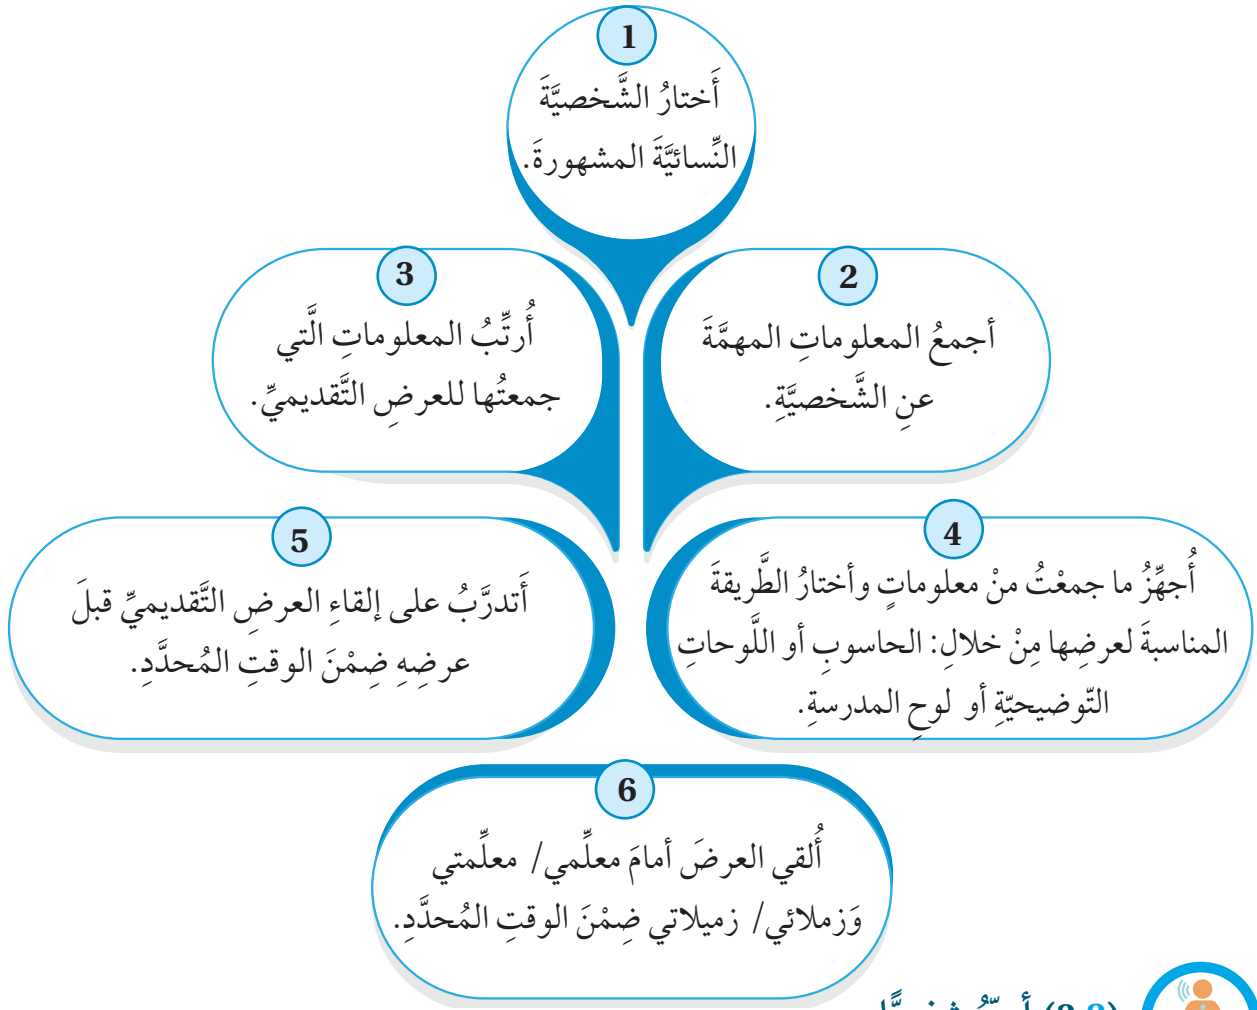 1
أَختارُ الشَّخصيَّةَ
النِّسائيَّةَ المشهورةَ.
2
أجمعُ المعلوماتِ المهمَّةَ
عنِ الشَّخصيَّةِ.
3
أُرتِّبُ المعلوماتِ الَّتي
جمعتُها للعرضِ التَّقديميِّ.
4
أُجهِّزُ ما جمعْتُ منْ معلوماتٍ وأختارُ الطَّريقةَ
المناسبةَ لعرضِها مِنْ خلالِ: الحاسوبِ أو اللَّوحاتِ
التّوضيحيّةِ أو لوحِ المدرسةِ.
5
أَتدرَّبُ على إلقاءِ العرضِ التَّقديميِّ قبلَ
عرضِهِ ضِمْنَ الوقتِ المُحدَّدِ.
6
أُلقي العرضَ أمامَ معلِّمي/ معلِّمتي
وَزملائي/ زميلاتي ضِمْنَ الوقتِ المُحدَّدِ.